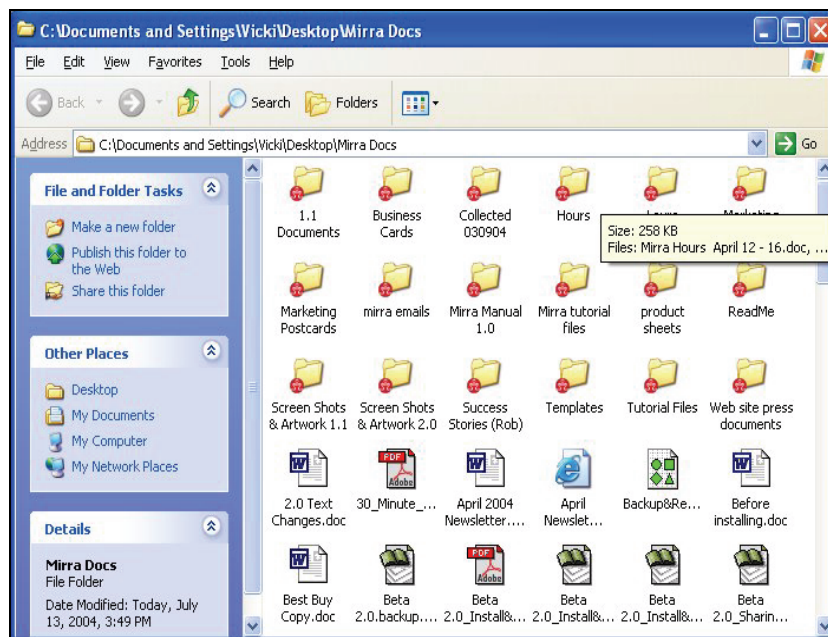 C:\Documents and Settings\Vicki\Desktop\Mirra Docs
File Edit View Favorites Tools Help
Back Search Folders
Address C:\Documents and Settings\Vicki\Desktop\Mirra Docs Go
File and Folder Tasks
Make a new folder
Publish this folder to
the Web
Share this folder
Other Places
Desktop
My Documents
My Computer
My Network Places
Details
Mirra Docs
File Folder
Date Modified: Today, July
13, 2004, 3:49 PM
1.1
Documents
Business
Cards
Collected
030904
Hours
Size: 258 KB
Files: Mirra Hours April 12 - 16.doc, ...
Marketing
Postcards
mirra emails
Mirra Manual
1.0
Mirra tutorial
files
product
sheets
ReadMe
Screen Shots
& Artwork 1.1
Screen Shots
& Artwork 2.0
Success
Stories (Rob)
Templates
Tutorial Files
Web site press
documents
2.0 Text
Changes.doc
PDF
Adobe
30_Minute_...
April 2004
Newsletter....
April
Newslet...
Backup&Re...
Before
installing.doc
Best Buy
Copy.doc
Beta
2.0.backup....
PDF
Adobe
Beta
2.0_Install&...
Beta
2.0_Install&...
Beta
2.0_Install&...
Beta
2.0_Sharin...